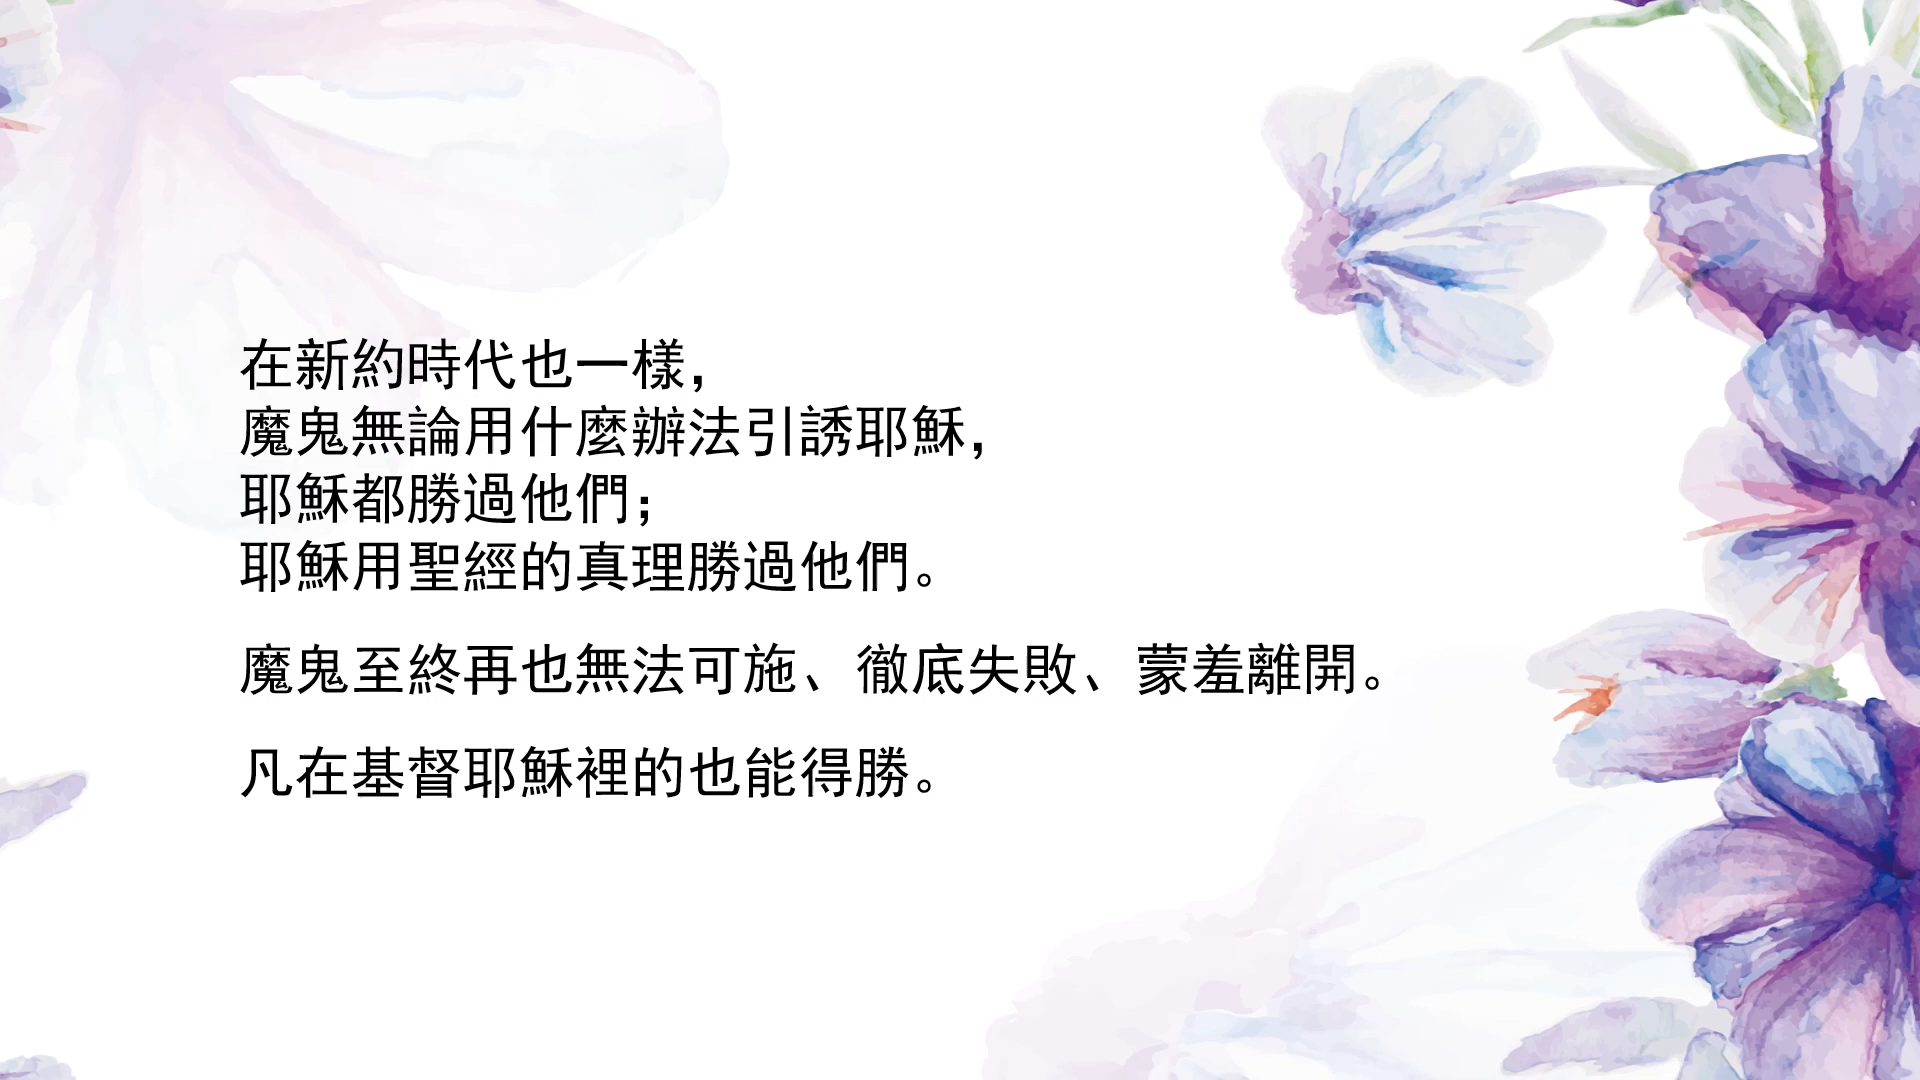 在新約時代也一樣，
魔鬼無論用什麼辦法引誘耶穌，
耶穌都勝過他們；
耶穌用聖經的真理勝過他們。
魔鬼至終再也無法可施、徹底失敗、蒙羞離開。
凡在基督耶穌裡的也能得勝。